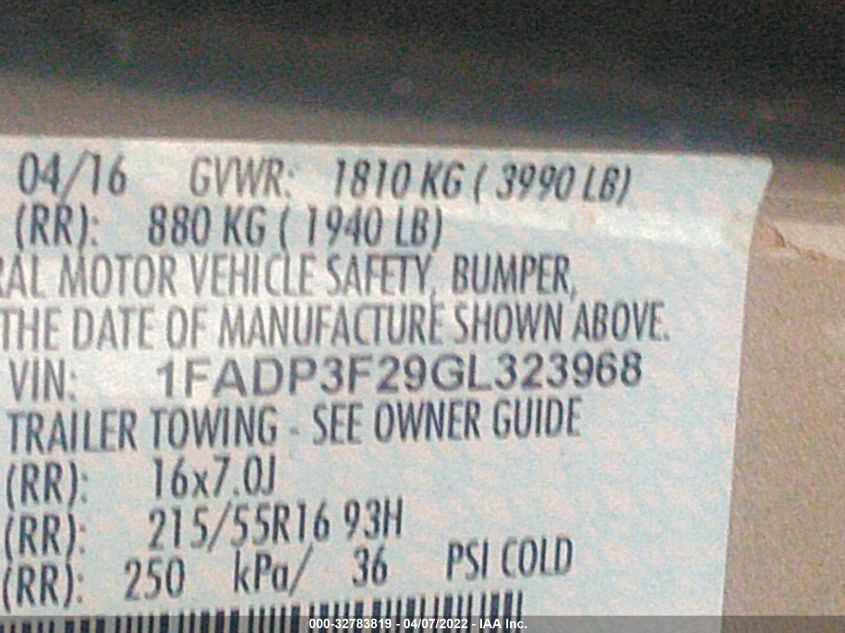 04/16 GVWR: 1810 KG ( 3990 LB)
(RR): 880 KG ( 1940 LB)
RAL MOTOR VEHICLE SAFETY, BUMPER,
THE DATE OF MANUFACTURE SHOWN ABOVE.
VIN: 1FADP3F29GL323968
TRAILER TOWING - SEE OWNER GUIDE
(RR): 16x7.0J
(RR): 215/55R16 93H
(RR): 250 kPa/ 36 PSI COLD
000-32783819 - 04/07/2022 - IAA Inc.